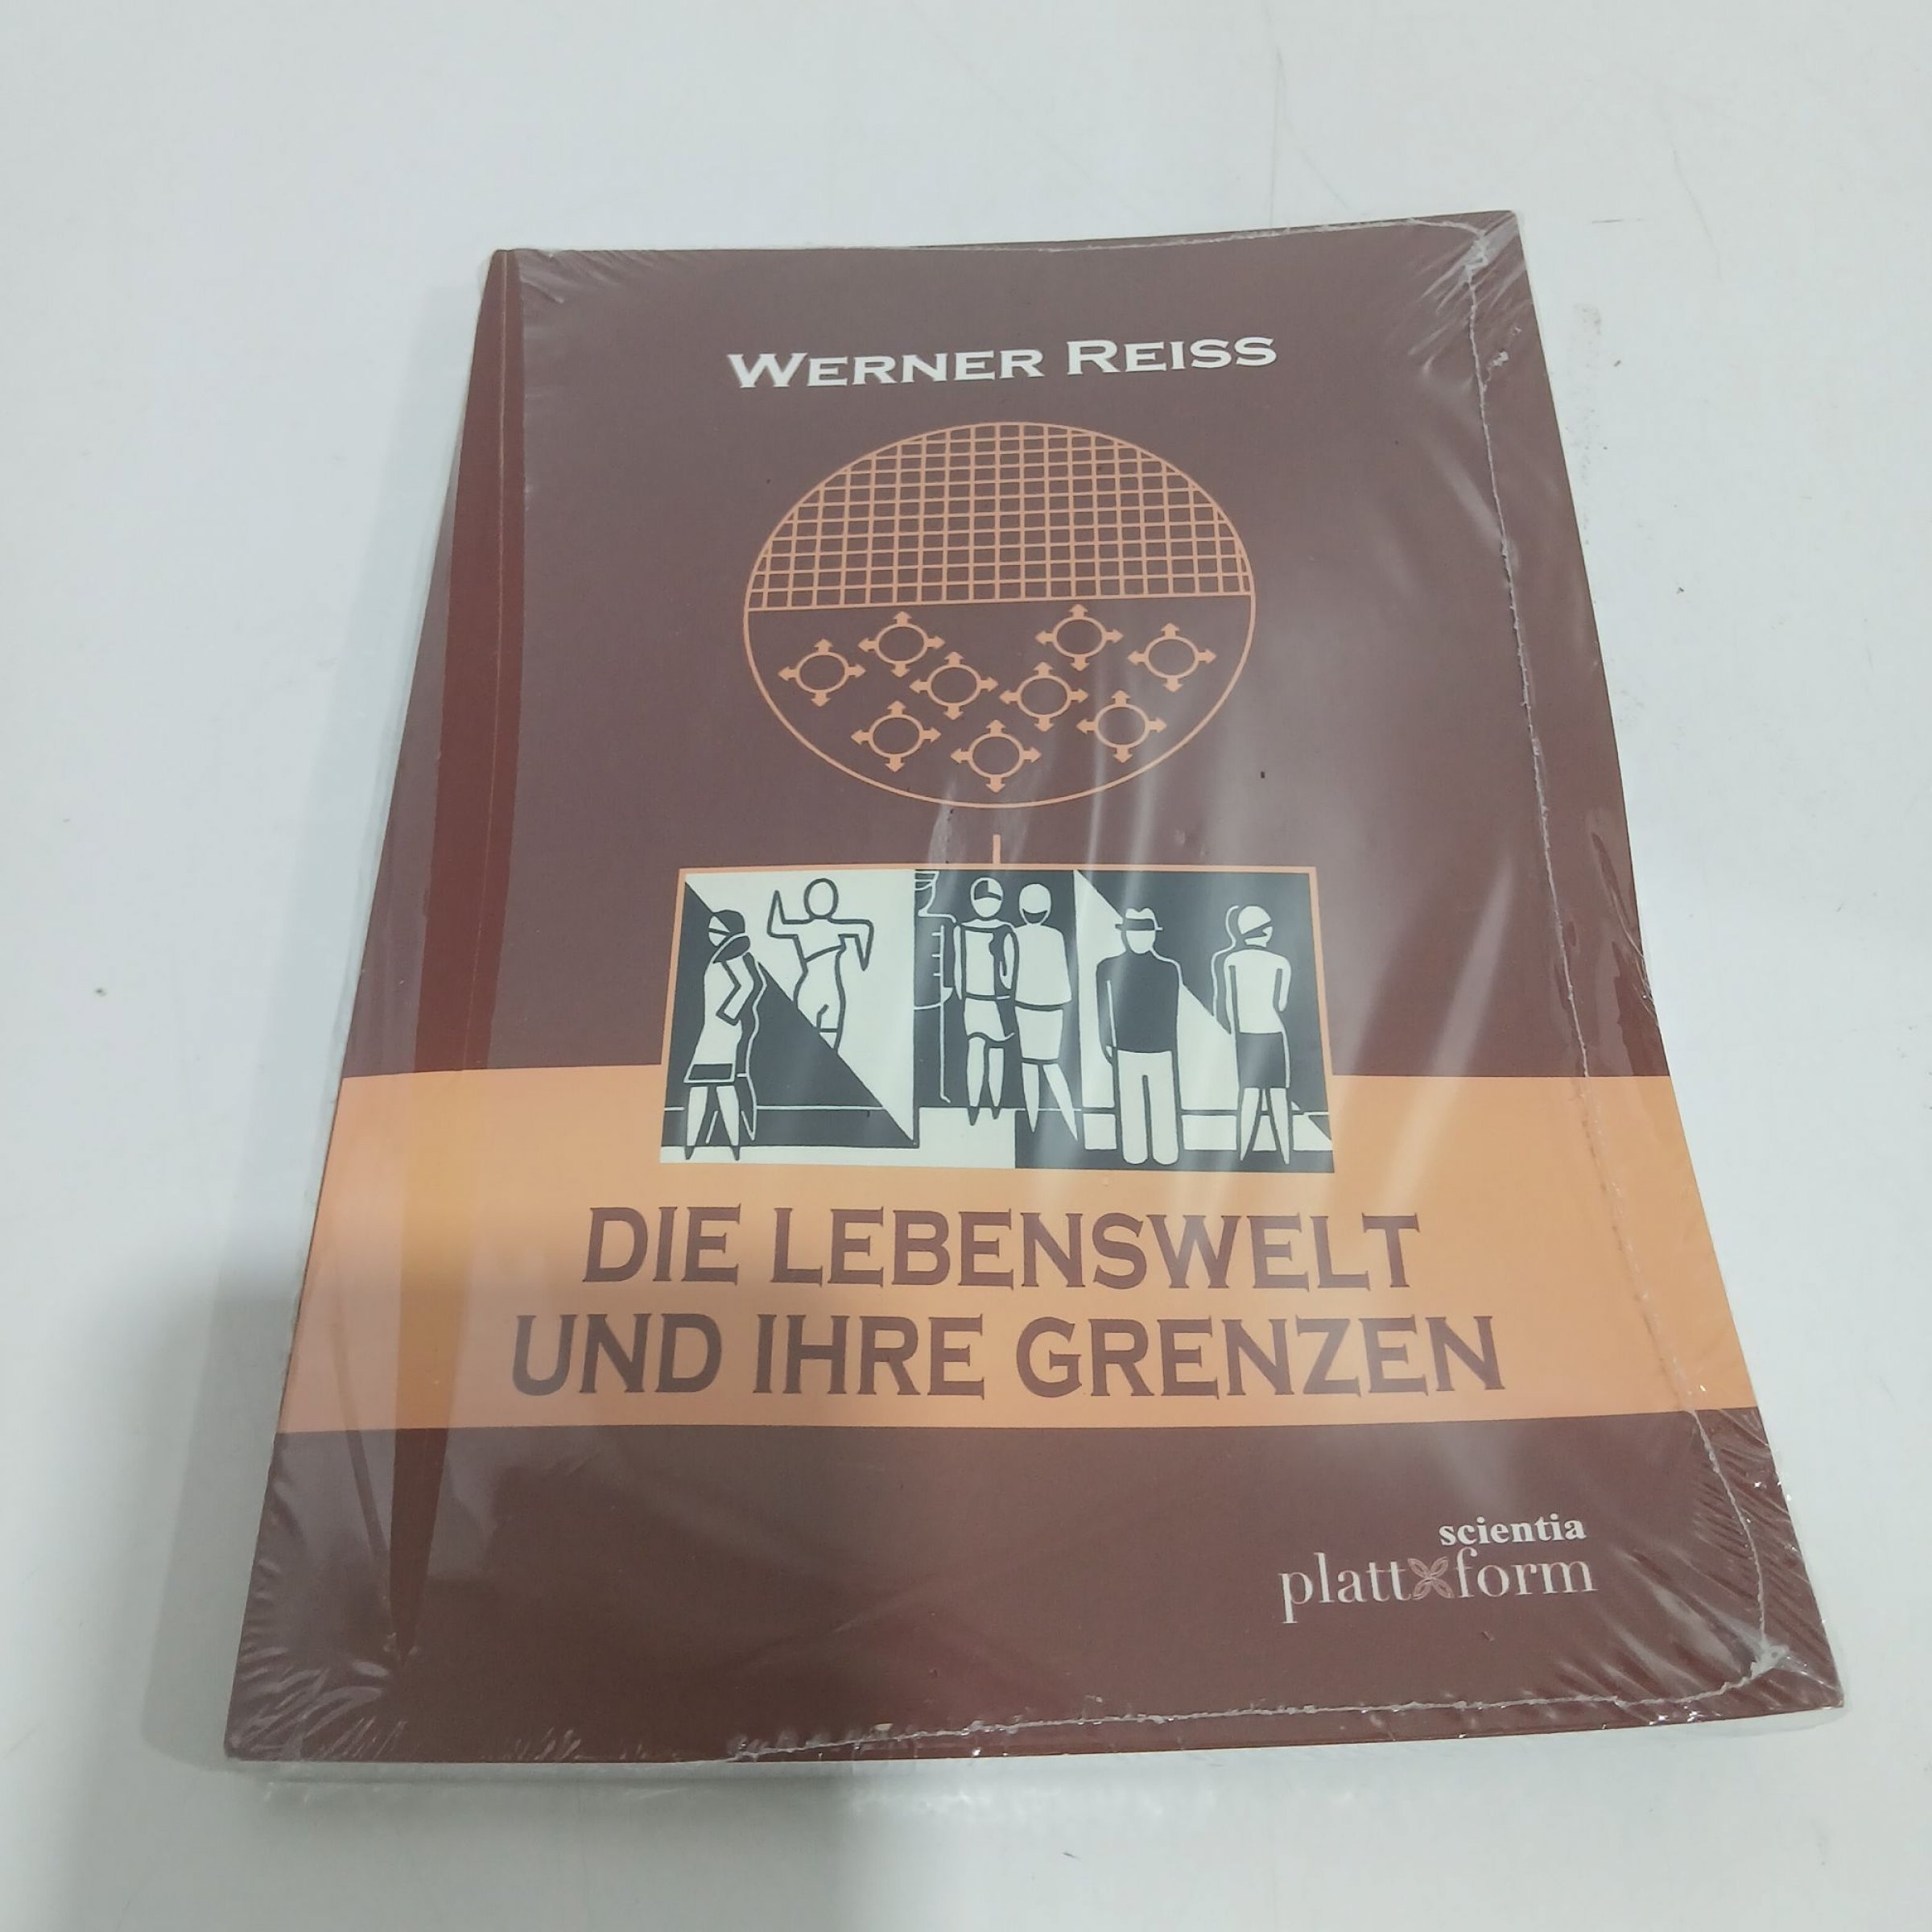 WERNER REISS
DIE LEBENSWELT
UND IHRE GRENZEN
scientia
plattform